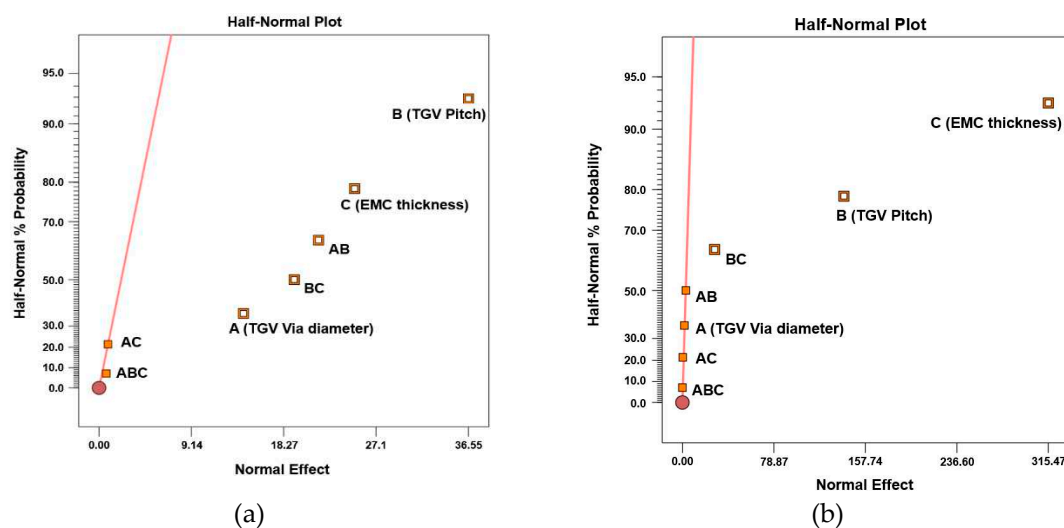 Half-Normal Plot
Half-Normal % Probability
95.0
90.0
80.0
70.0
50.0
30.0
20.0
10.0
0.0
B (TGV Pitch)
C (EMC thickness)
AB
BC
A (TGV Via diameter)
AC
ABC
0.00 9.14 18.27 27.1 36.55
Normal Effect
(a)
Half-Normal Plot
Half-Normal % Probability
95.0
90.0
80.0
70.0
50.0
30.0
20.0
10.0
0.0
C (EMC thickness)
B (TGV Pitch)
BC
AB
A (TGV Via diameter)
AC
ABC
0.00 78.87 157.74 236.60 315.47
Normal Effect
(b)